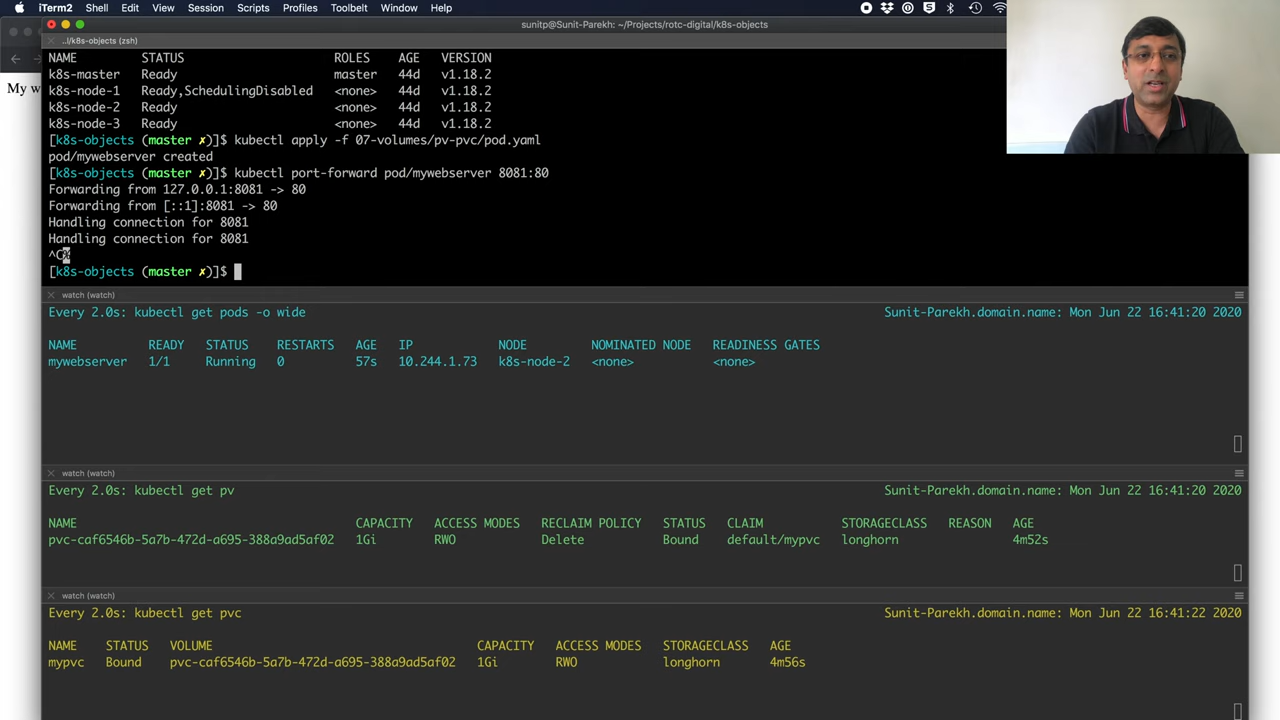 iTerm2 Shell Edit View Session Scripts Profiles Toolbelt Window Help
sunitp@Sunit-Parekh: ~/Projects/rotc-digital/k8s-objects
..l/k8s-objects (zsh)
My w
NAME STATUS ROLES AGE VERSION
k8s-master Ready master 44d v1.18.2
k8s-node-1 Ready,SchedulingDisabled <none> 44d v1.18.2
k8s-node-2 Ready <none> 44d v1.18.2
k8s-node-3 Ready <none> 44d v1.18.2
[k8s-objects (master ✗)]$ kubectl apply -f 07-volumes/pv-pvc/pod.yaml
pod/mywebserver created
[k8s-objects (master ✗)]$ kubectl port-forward pod/mywebserver 8081:80
Forwarding from 127.0.0.1:8081 -> 80
Forwarding from [::1]:8081 -> 80
Handling connection for 8081
Handling connection for 8081
^C%
[k8s-objects (master ✗)]$
watch (watch)
Every 2.0s: kubectl get pods -o wide Sunit-Parekh.domain.name: Mon Jun 22 16:41:20 2020
NAME READY STATUS RESTARTS AGE IP NODE NOMINATED NODE READINESS GATES
mywebserver 1/1 Running 0 57s 10.244.1.73 k8s-node-2 <none> <none>
watch (watch)
Every 2.0s: kubectl get pv Sunit-Parekh.domain.name: Mon Jun 22 16:41:20 2020
NAME CAPACITY ACCESS MODES RECLAIM POLICY STATUS CLAIM STORAGECLASS REASON AGE
pvc-caf6546b-5a7b-472d-a695-388a9ad5af02 1Gi RWO Delete Bound default/mypvc longhorn 4m52s
watch (watch)
Every 2.0s: kubectl get pvc Sunit-Parekh.domain.name: Mon Jun 22 16:41:22 2020
NAME STATUS VOLUME CAPACITY ACCESS MODES STORAGECLASS AGE
mypvc Bound pvc-caf6546b-5a7b-472d-a695-388a9ad5af02 1Gi RWO longhorn 4m56s